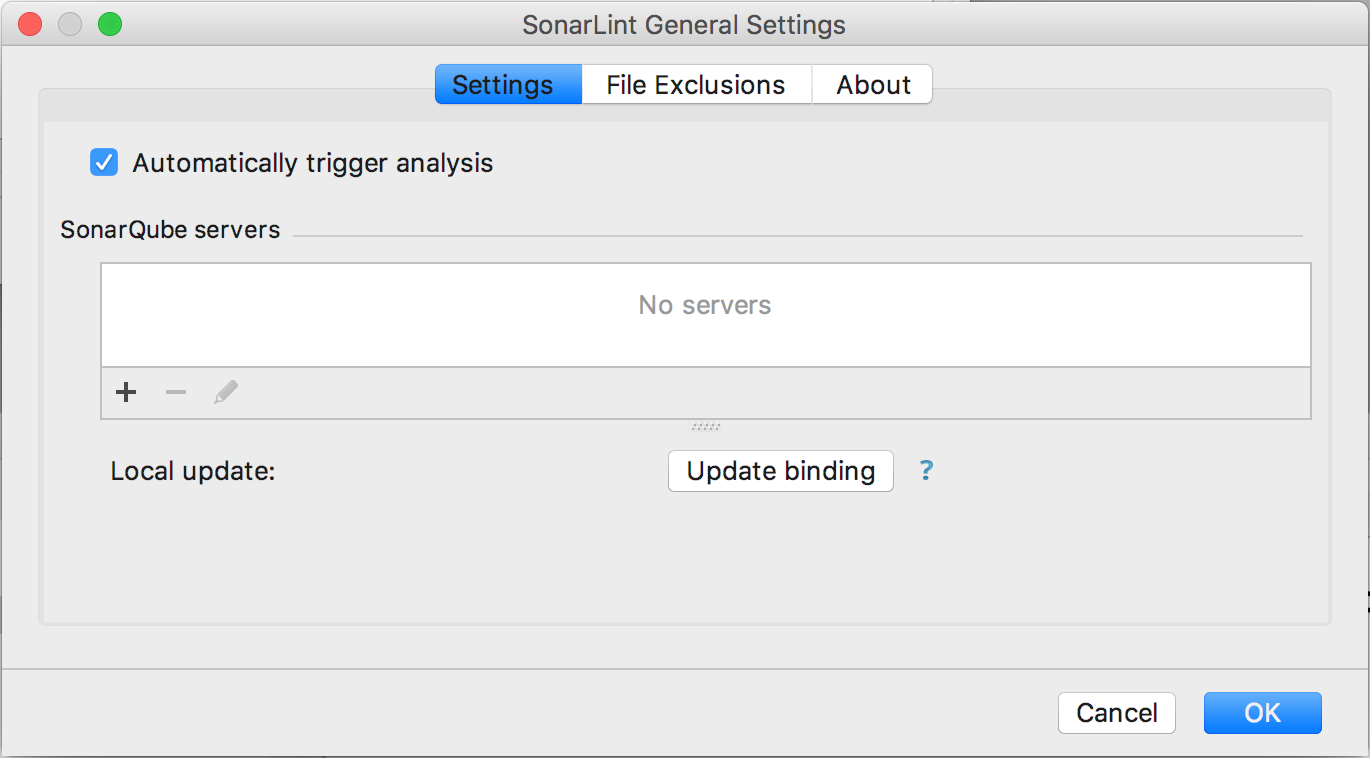 SonarLint General Settings
Settings File Exclusions About
Automatically trigger analysis
SonarQube servers
No servers
Local update: Update binding ?
Cancel OK